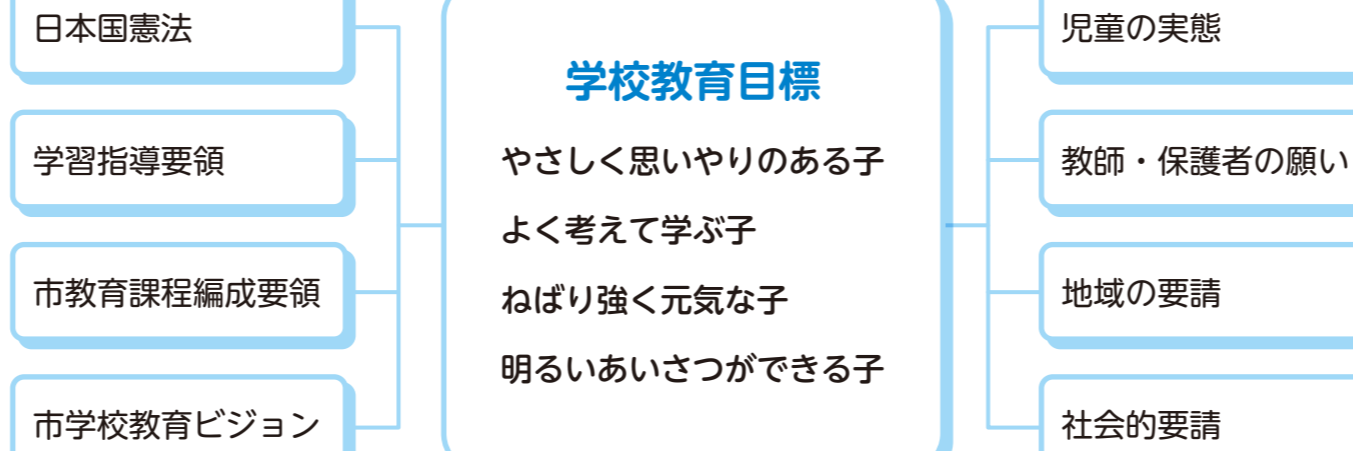 日本国憲法
学習指導要領
市教育課程編成要領
市学校教育ビジョン
学校教育目標
やさしく思いやりのある子
よく考えて学ぶ子
ねばり強く元気な子
明るいあいさつができる子
児童の実態
教師・保護者の願い
地域の要請
社会的要請